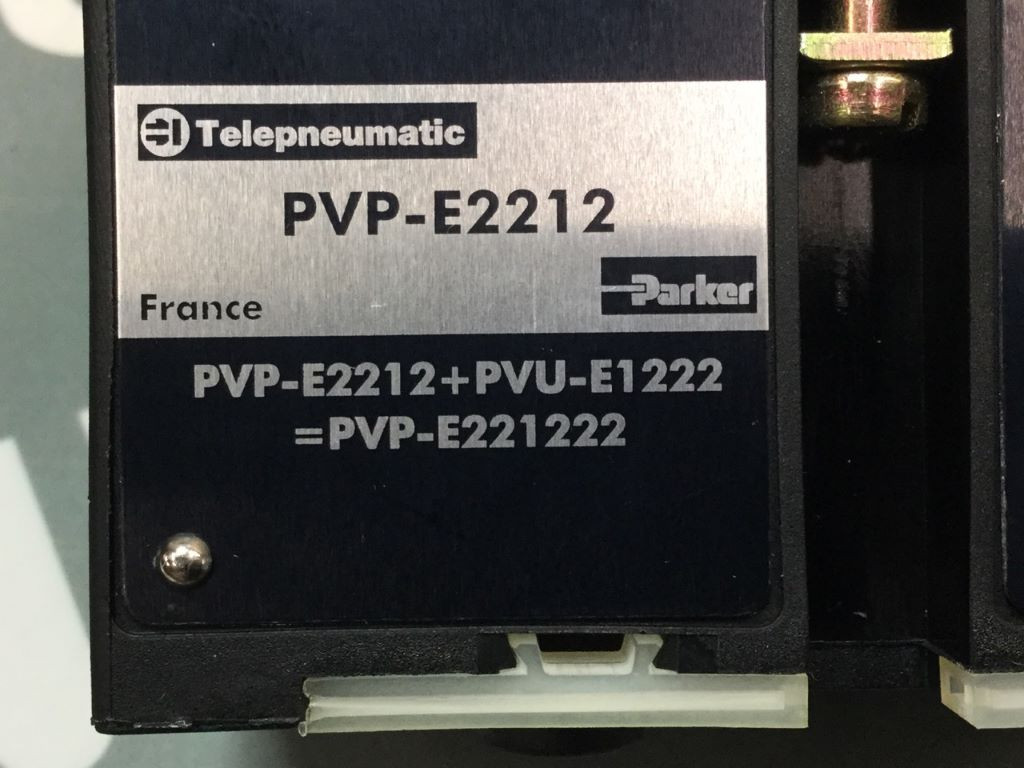 Telepneumatic
PVP-E2212
France
Parker
PVP-E2212+PVU-E1222
=PVP-E221222